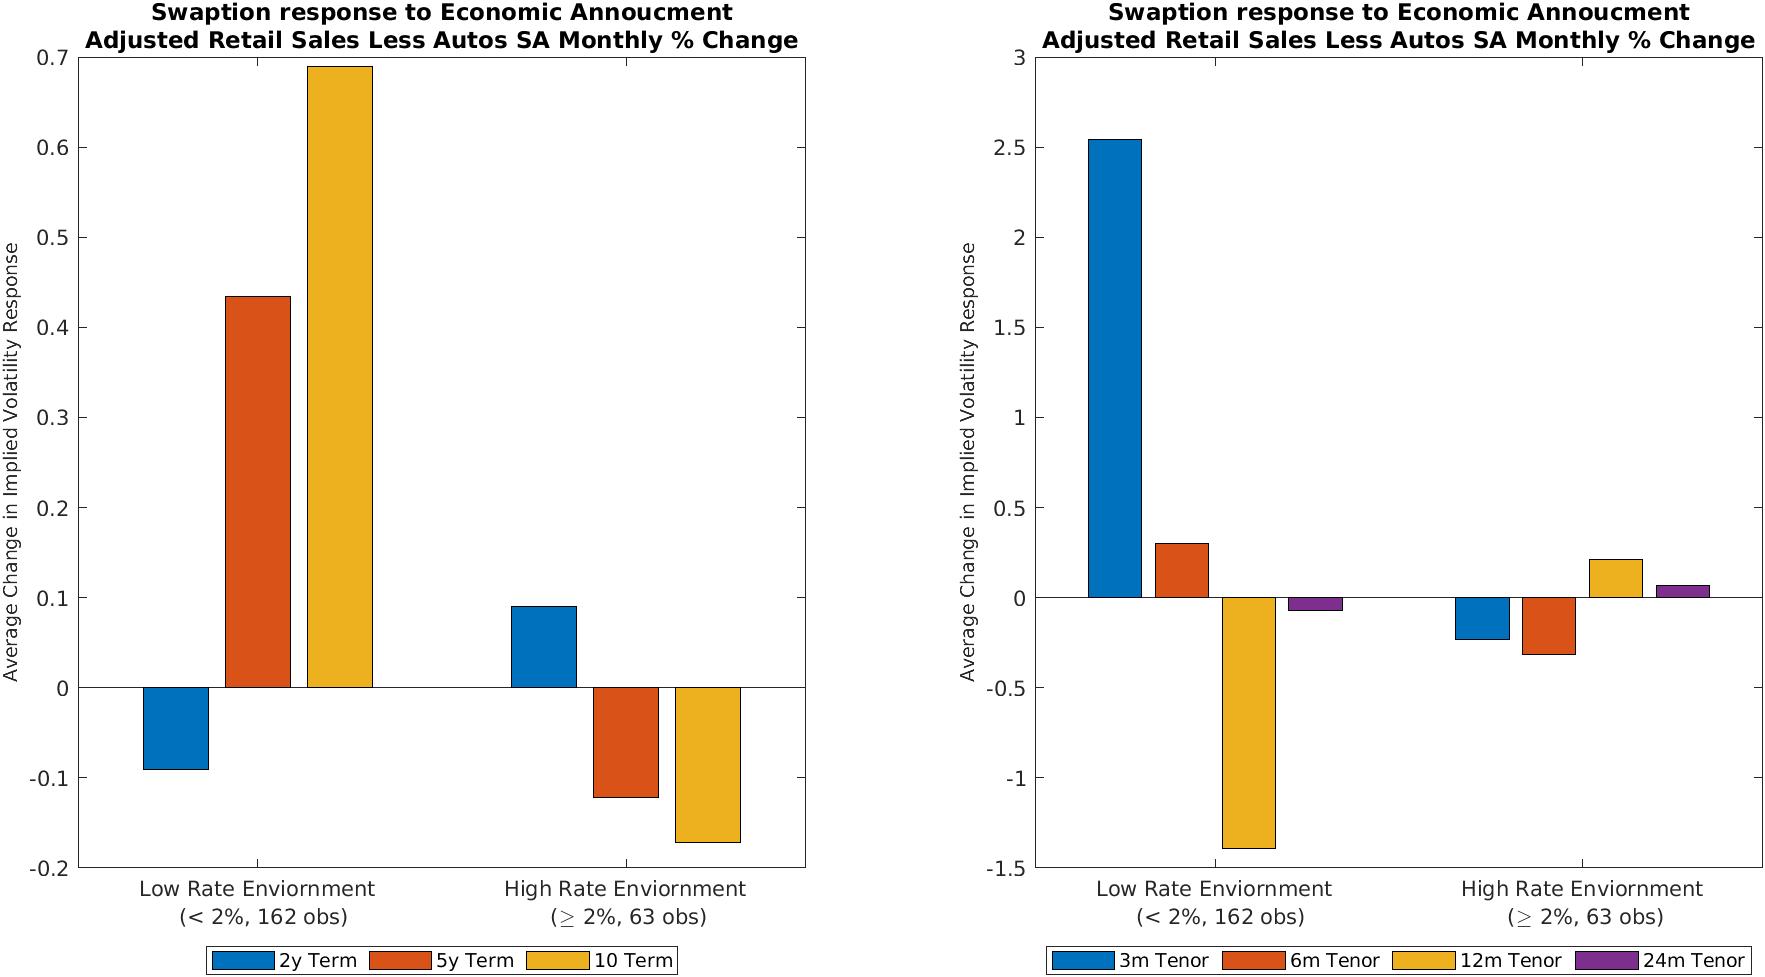 Swaption response to Economic Annoucment
Adjusted Retail Sales Less Autos SA Monthly % Change
Average Change in Implied Volatility Response
0.7
0.6
0.5
0.4
0.3
0.2
0.1
0
-0.1
-0.2
Low Rate Enviornment
(< 2%, 162 obs)
High Rate Enviornment
(≥ 2%, 63 obs)
2y Term
5y Term
10 Term
Swaption response to Economic Annoucment
Adjusted Retail Sales Less Autos SA Monthly % Change
Average Change in Implied Volatility Response
3
2.5
2
1.5
1
0.5
0
-0.5
-1
-1.5
Low Rate Enviornment
(< 2%, 162 obs)
High Rate Enviornment
(≥ 2%, 63 obs)
3m Tenor
6m Tenor
12m Tenor
24m Tenor